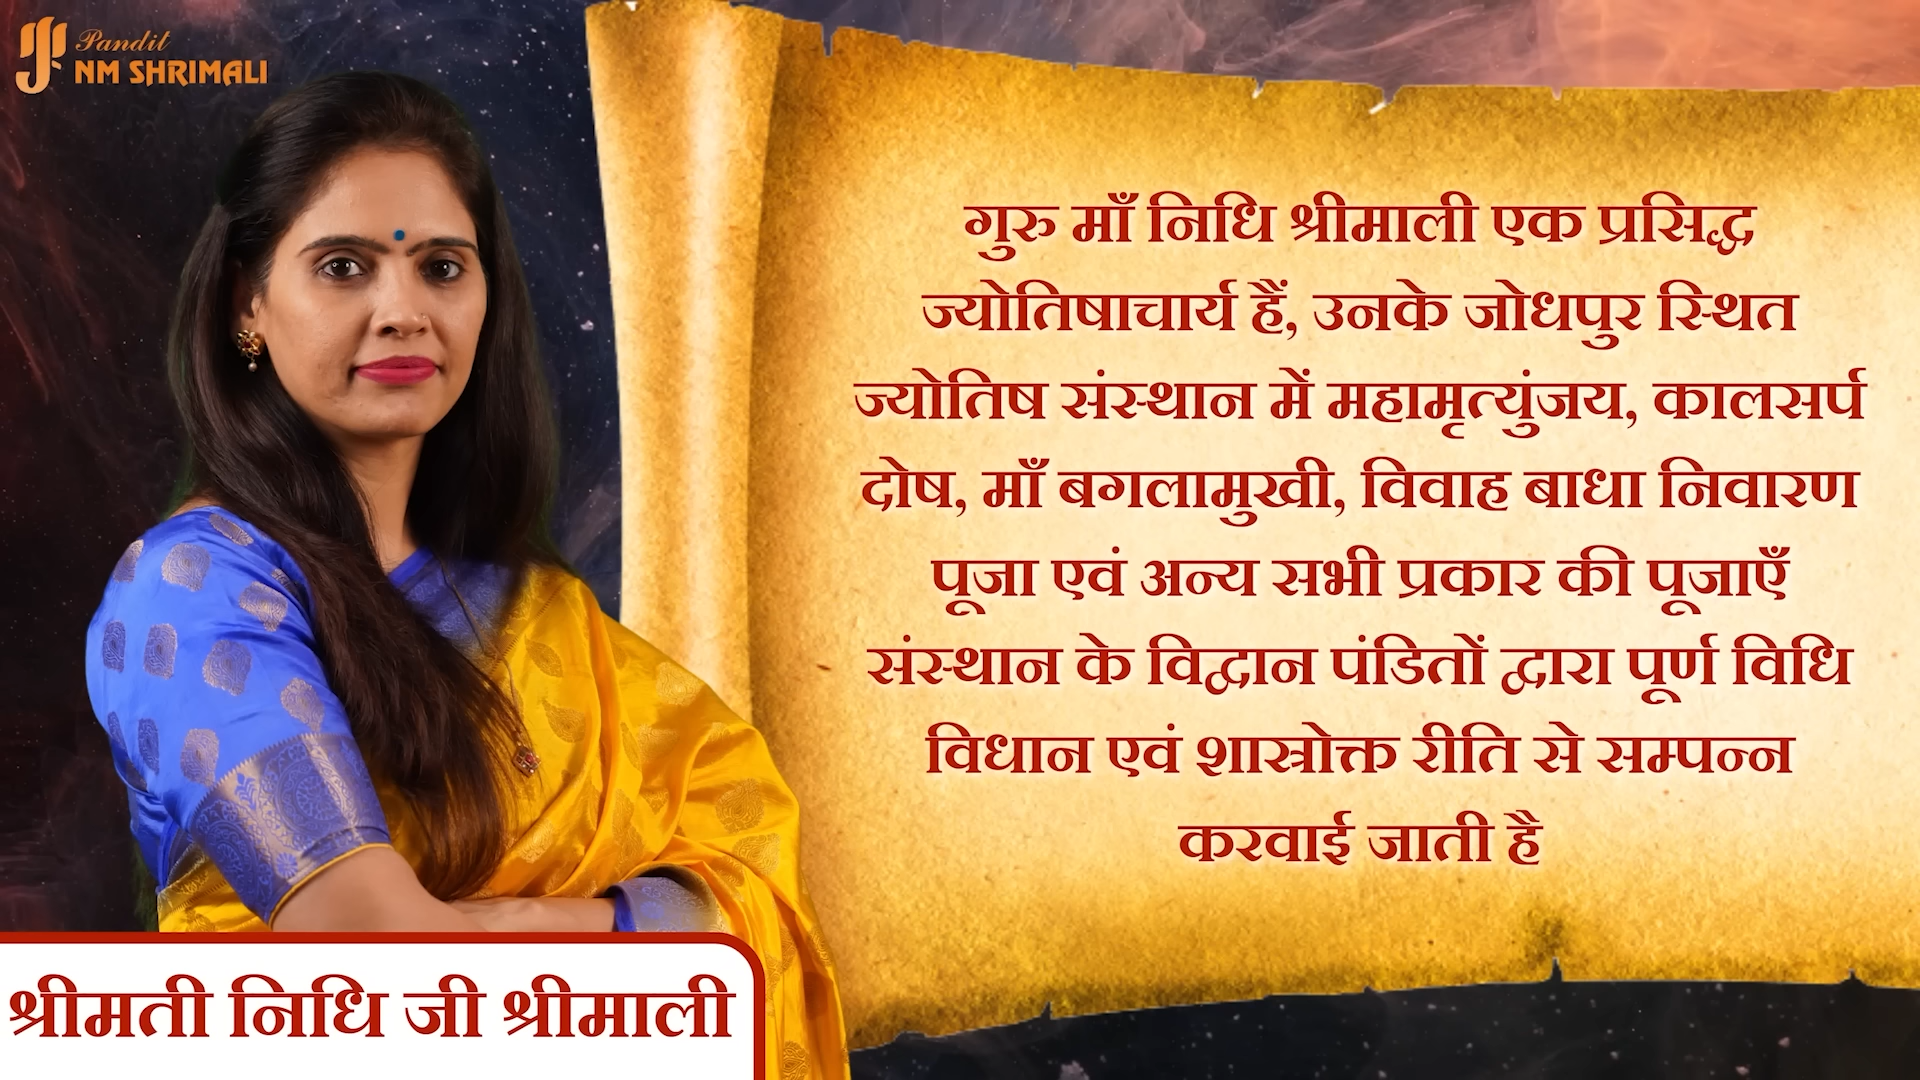 Pandit
NM SHRIMALI
गुरु माँ निधि श्रीमाली एक प्रसिद्ध
ज्योतिषाचार्य हैं, उनके जोधपुर स्थित
ज्योतिष संस्थान में महामृत्युंजय, कालसर्प
दोष, माँ बगलामुखी, विवाह बाधा निवारण
पूजा एवं अन्य सभी प्रकार की पूजाएँ
संस्थान के विद्वान पंडितों द्वारा पूर्ण विधि
विधान एवं शास्रोक्त रीति से सम्पन्न
करवाई जाती है
श्रीमती निधि जी श्रीमाली